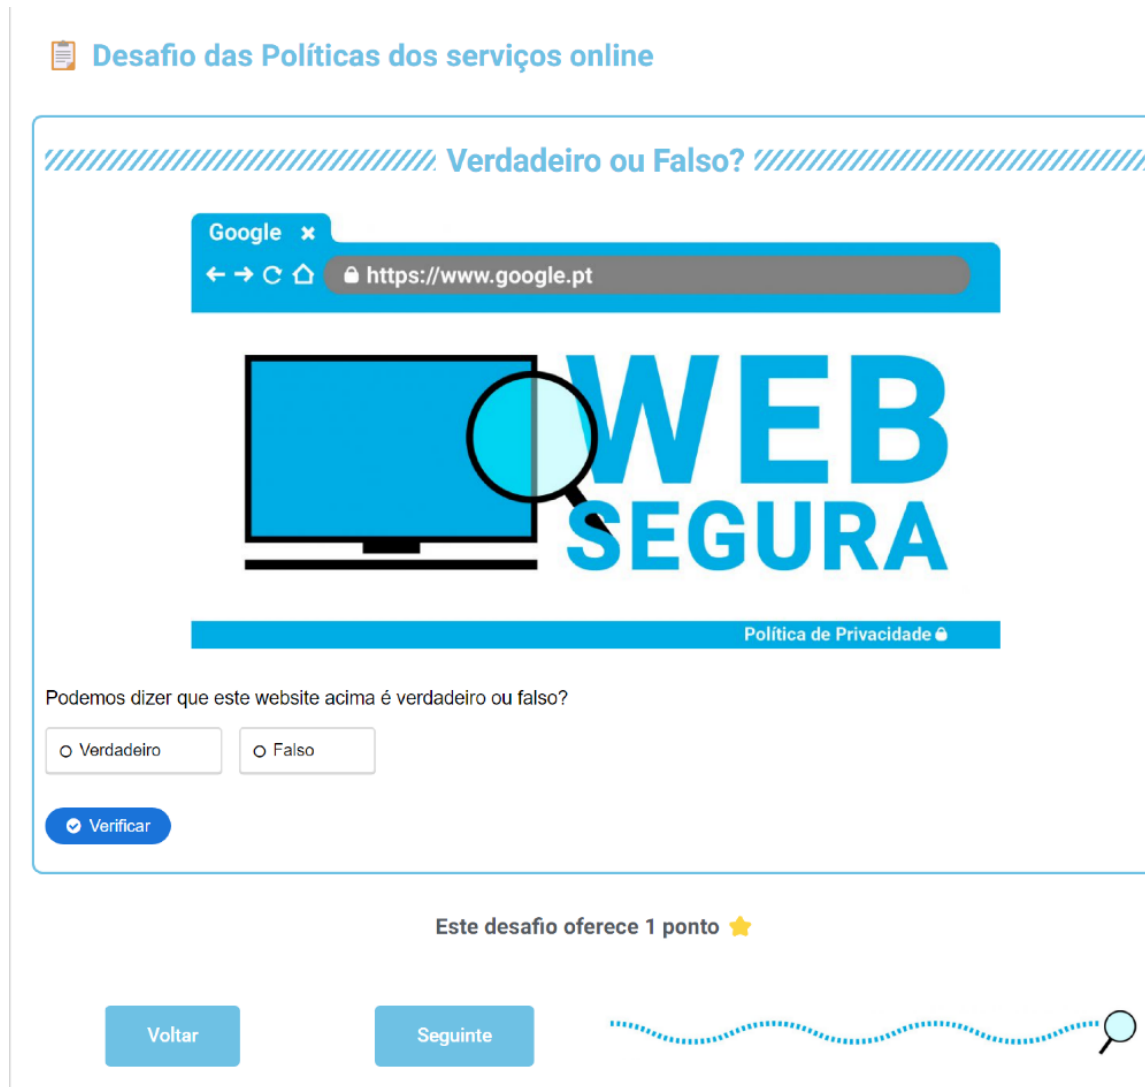 Desafio das Políticas dos serviços online
Verdadeiro ou Falso?
Google
https://www.google.pt
WEB
SEGURA
Política de Privacidade
Podemos dizer que este website acima é verdadeiro ou falso?
Verdadeiro
Falso
Verificar
Este desafio oferece 1 ponto
Voltar
Seguinte